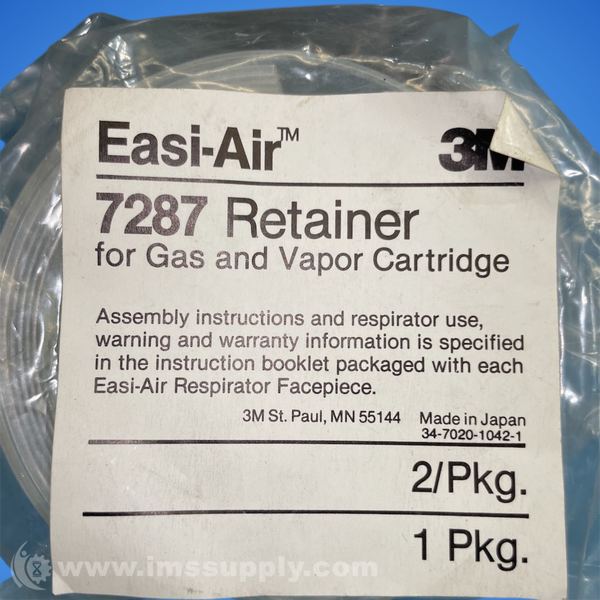 Easi-Air™ 3M
7287 Retainer
for Gas and Vapor Cartridge
Assembly instructions and respirator use,
warning and warranty information is specified
in the instruction booklet packaged with each
Easi-Air Respirator Facepiece.
3M St. Paul, MN 55144 Made in Japan
34-7020-1042-1
2/Pkg.
1 Pkg.
www.imssupply.com